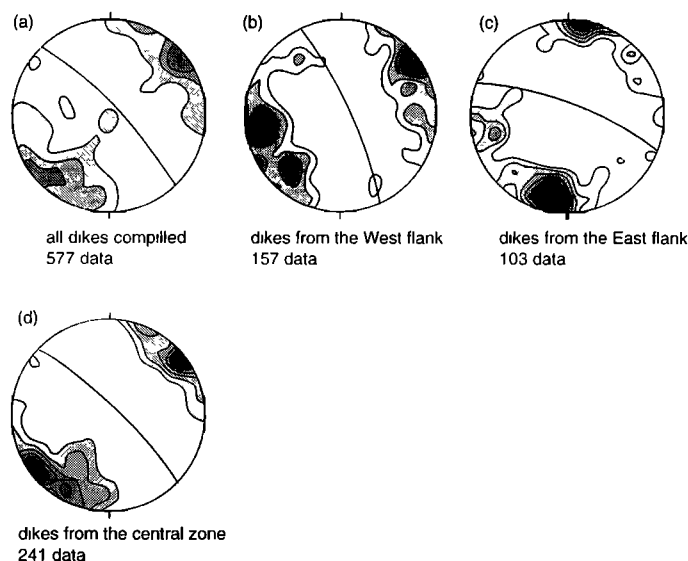 (a)
(b)
(c)
all dikes compilled
577 data
dikes from the West flank
157 data
dikes from the East flank
103 data
(d)
dikes from the central zone
241 data